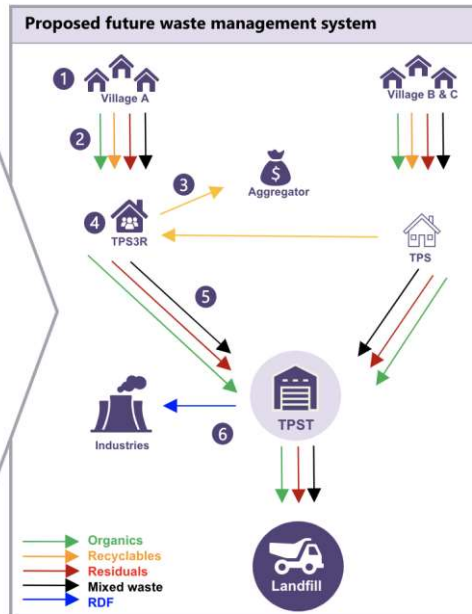 Proposed future waste management system
1
Village A
Village B & C
2
3
$
Aggregator
4
TPS3R
TPS
5
TPST
Industries
6
Organics
Recyclables
Residuals
Mixed waste
RDF
Landfill